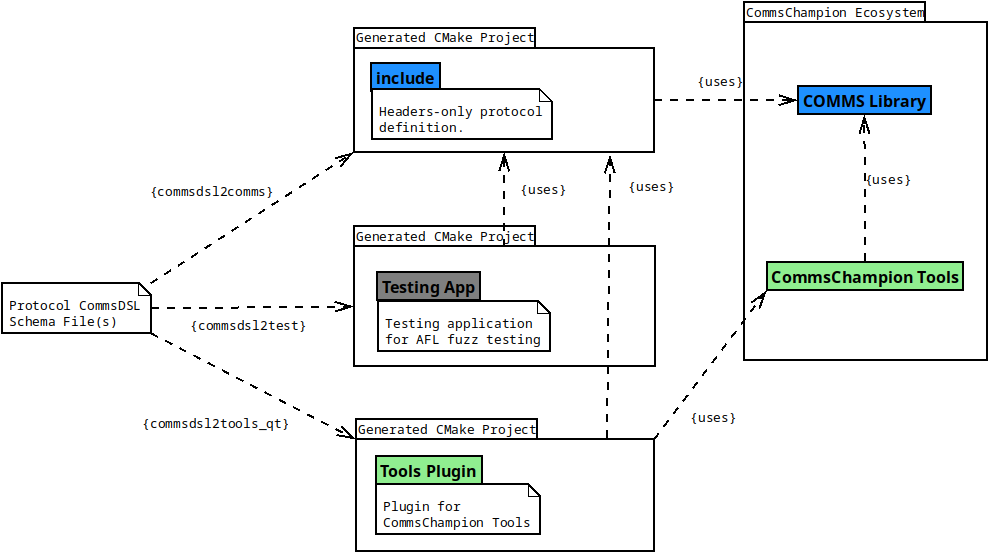 CommsChampion Ecosystem
Generated CMake Project
include
Headers-only protocol
definition.
{uses}
COMMS Library
{commsdsl2comms}
{uses}
{uses}
{uses}
Generated CMake Project
Testing App
Testing application
for AFL fuzz testing
CommsChampion Tools
Protocol CommsDSL
Schema File(s)
{commsdsl2test}
{commsdsl2tools_qt}
{uses}
Generated CMake Project
Tools Plugin
Plugin for
CommsChampion Tools